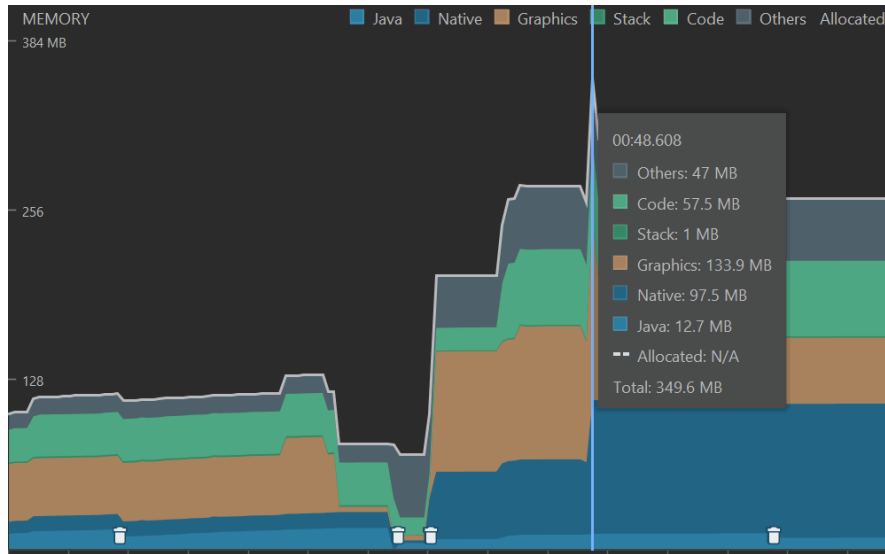 MEMORY Java Native Graphics Stack Code Others Allocated
384 MB
256
128
00:48.608
Others: 47 MB
Code: 57.5 MB
Stack: 1 MB
Graphics: 133.9 MB
Native: 97.5 MB
Java: 12.7 MB
Allocated: N/A
Total: 349.6 MB